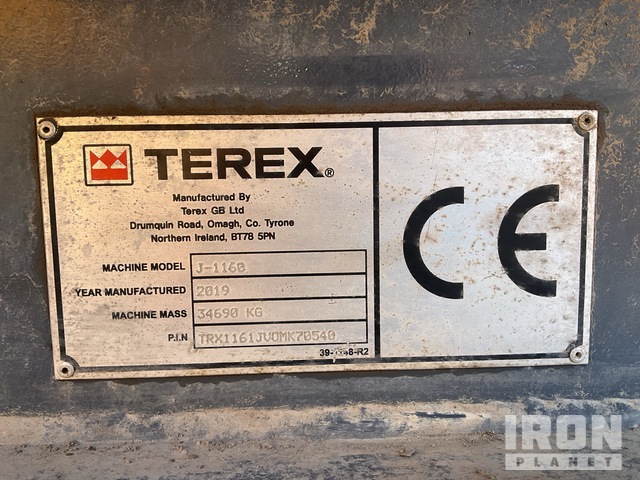 TEREX®
Manufactured By
Terex GB Ltd
Drumquin Road, Omagh, Co. Tyrone
Northern Ireland, BT78 5PN
MACHINE MODEL J-1160
YEAR MANUFACTURED 2019
MACHINE MASS 34690 KG
P.I.N TRX1161JVOMK70540
CE
IRON
PLANET